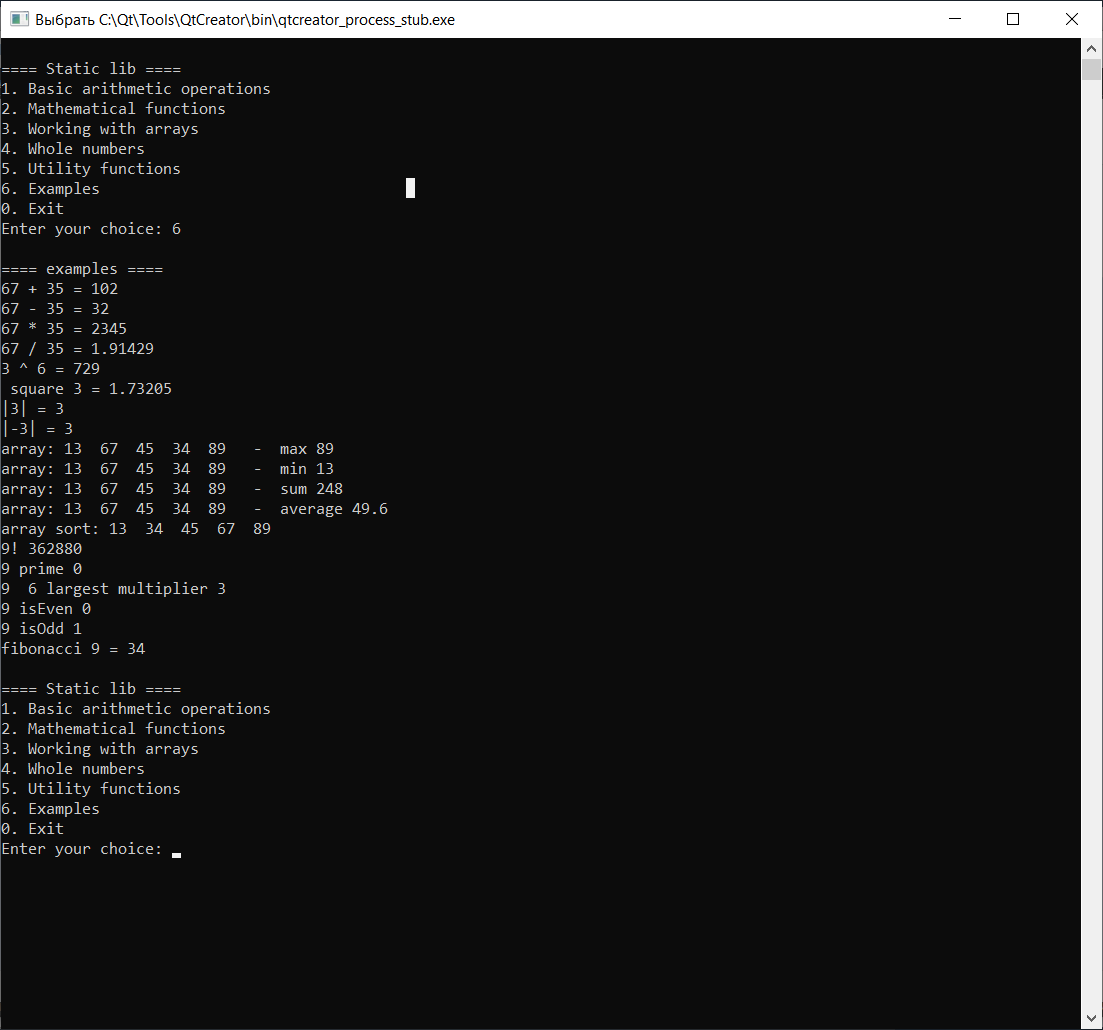 Выбрать C:\Qt\Tools\QtCreator\bin\qtcreator_process_stub.exe
==== Static lib ====
1. Basic arithmetic operations
2. Mathematical functions
3. Working with arrays
4. Whole numbers
5. Utility functions
6. Examples
0. Exit
Enter your choice: 6
==== examples ====
67 + 35 = 102
67 - 35 = 32
67 * 35 = 2345
67 / 35 = 1.91429
3 ^ 6 = 729
 square 3 = 1.73205
|3| = 3
|-3| = 3
array: 13  67  45  34  89   -  max 89
array: 13  67  45  34  89   -  min 13
array: 13  67  45  34  89   -  sum 248
array: 13  67  45  34  89   -  average 49.6
array sort: 13  34  45  67  89
9! 362880
9 prime 0
9  6 largest multiplier 3
9 isEven 0
9 isOdd 1
fibonacci 9 = 34
==== Static lib ====
1. Basic arithmetic operations
2. Mathematical functions
3. Working with arrays
4. Whole numbers
5. Utility functions
6. Examples
0. Exit
Enter your choice: